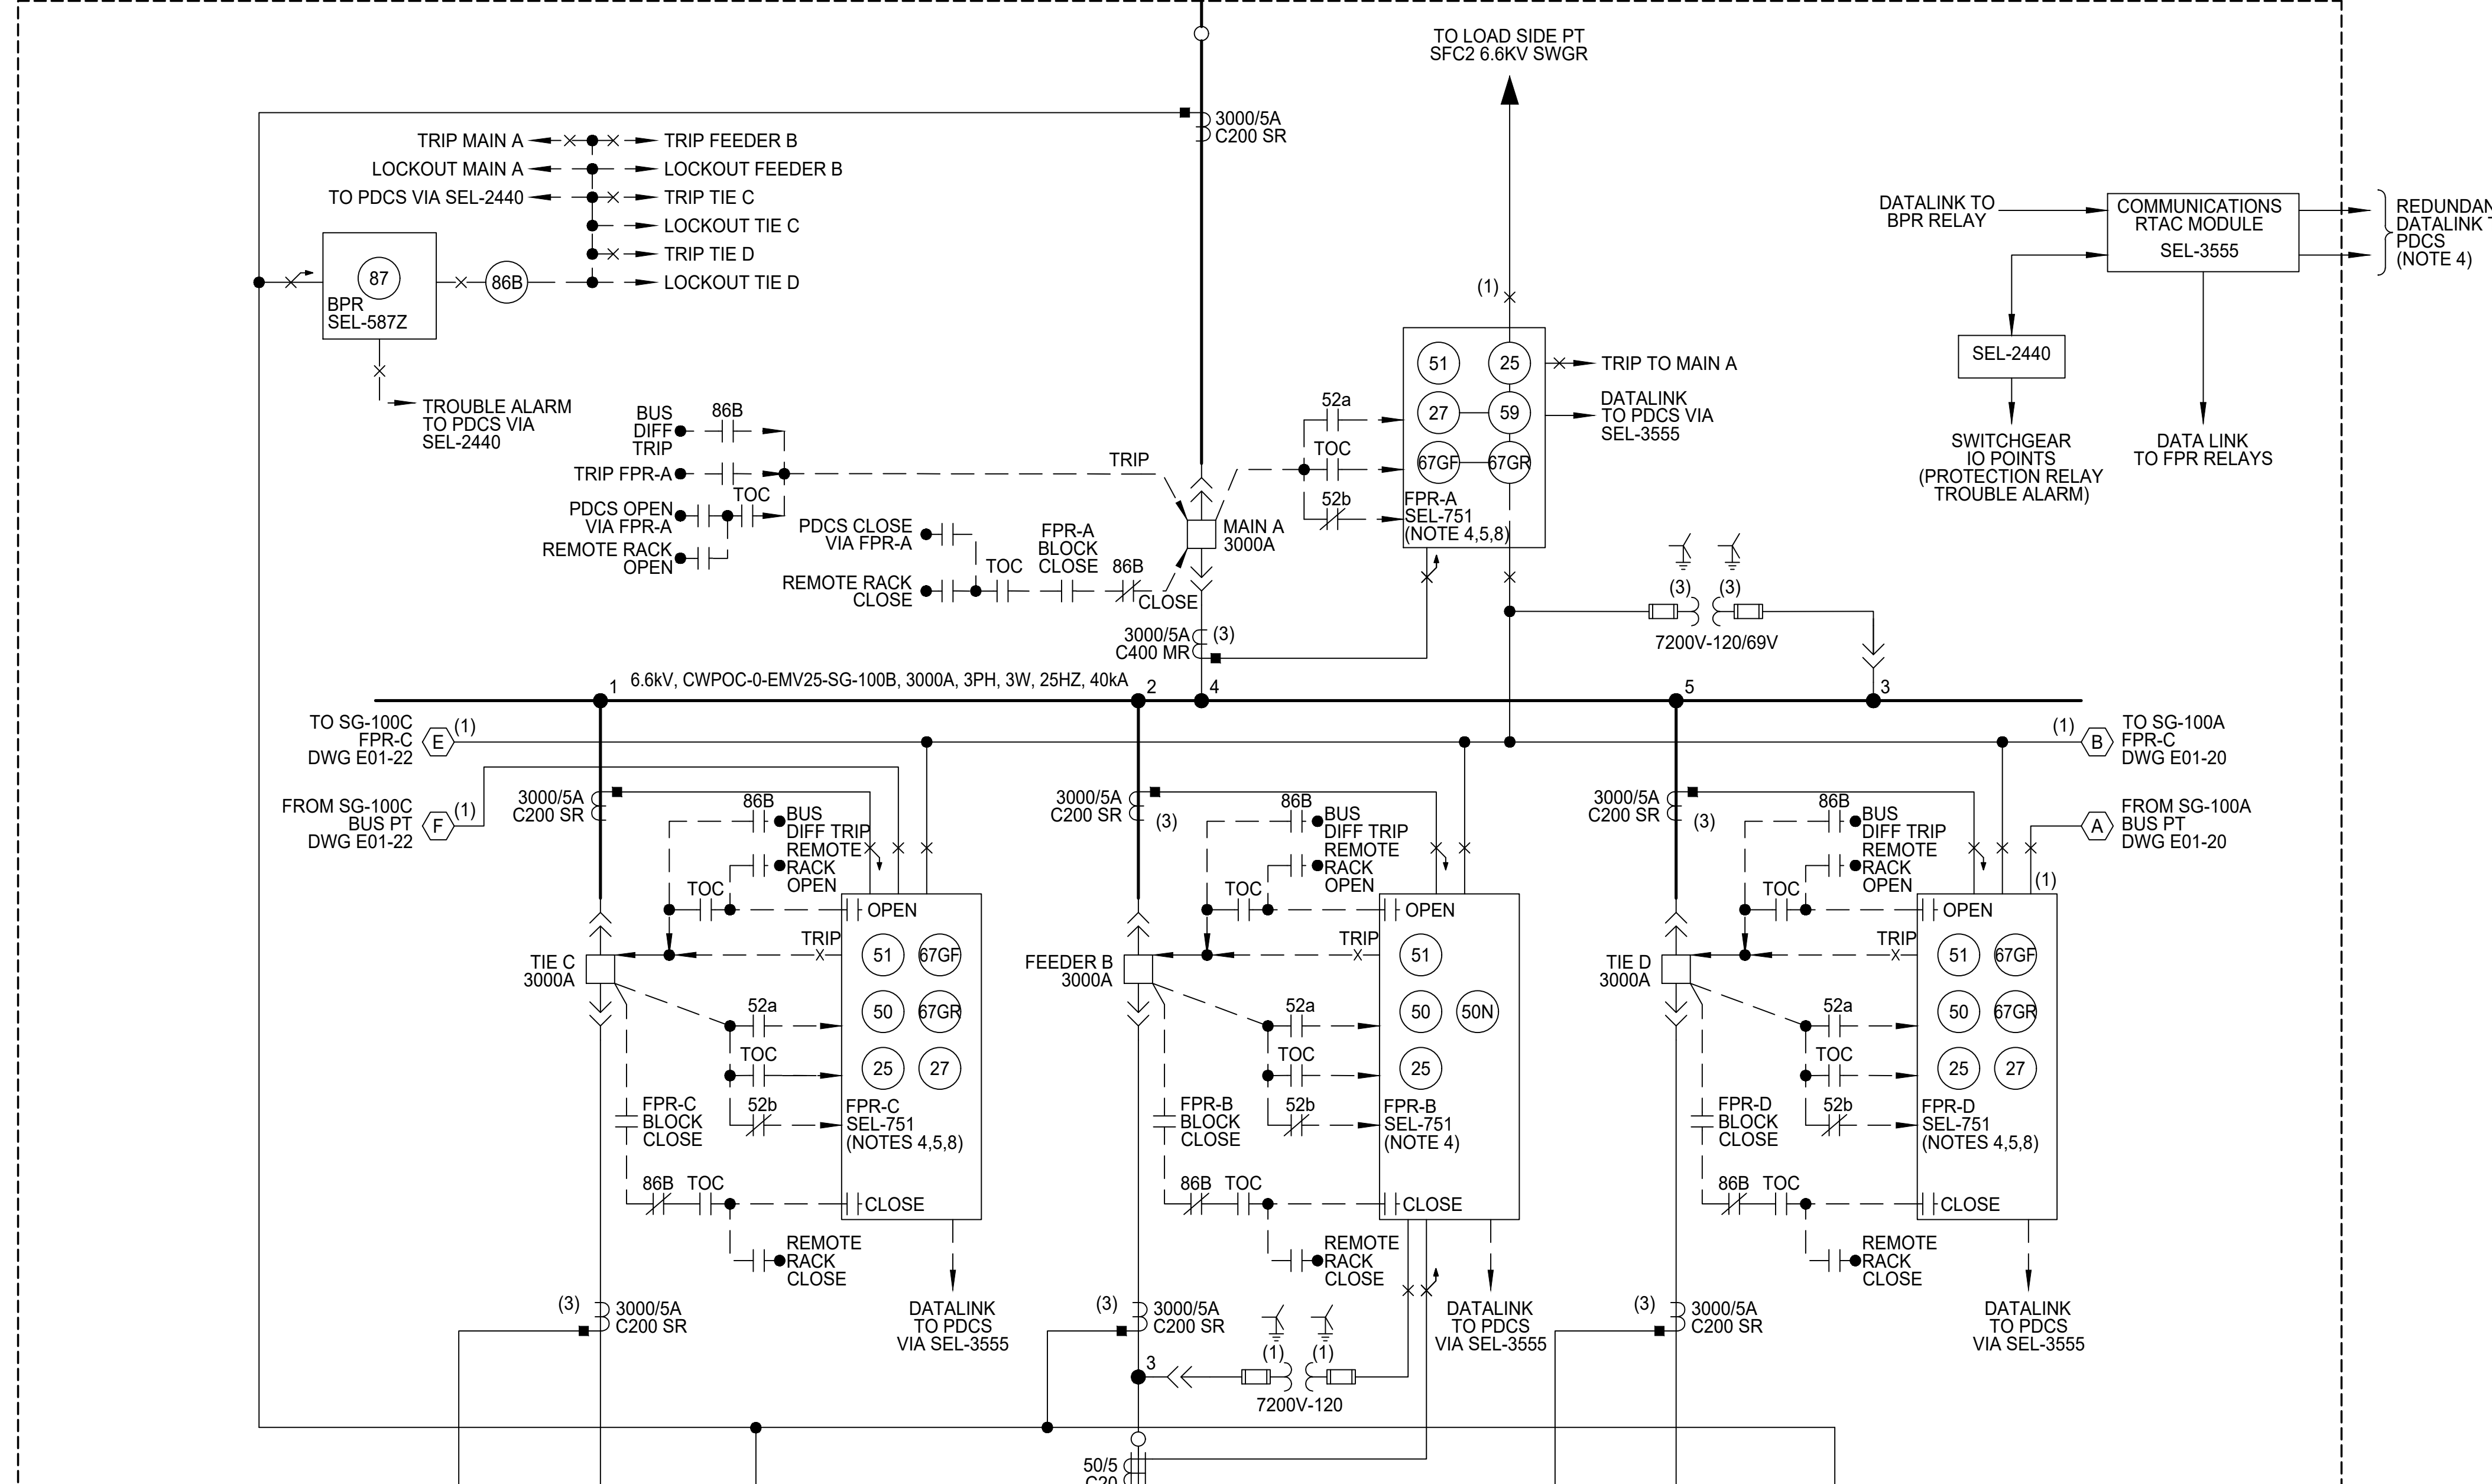 TO LOAD SIDE PT
SFC2 6.6KV SWGR
3000/5A
C200 SR
TRIP MAIN A
TRIP FEEDER B
LOCKOUT MAIN A
LOCKOUT FEEDER B
TO PDCS VIA SEL-2440
TRIP TIE C
LOCKOUT TIE C
TRIP TIE D
LOCKOUT TIE D
87
BPR
SEL-587Z
86B
TROUBLE ALARM
TO PDCS VIA
SEL-2440
DATALINK TO
BPR RELAY
COMMUNICATIONS
RTAC MODULE
SEL-3555
DATALINK
PDCS
(NOTE 4)
SEL-2440
SWITCHGEAR
IO POINTS
(PROTECTION RELAY
TROUBLE ALARM)
DATA LINK
TO FPR RELAYS
(1)
51
25
27
59
67GF
67GR
FPR-A
SEL-751
(NOTE 4,5,8)
TRIP TO MAIN A
DATALINK
TO PDCS VIA
SEL-3555
52a
TOC
52b
BUS
DIFF
TRIP
86B
TRIP FPR-A
TOC
PDCS OPEN
VIA FPR-A
REMOTE RACK
OPEN
TRIP
PDCS CLOSE
VIA FPR-A
REMOTE RACK
CLOSE
TOC
FPR-A
BLOCK
CLOSE
86B
CLOSE
MAIN A
3000A
3000/5A
C400 MR
(3)
(3)
(3)
7200V-120/69V
6.6kV, CWPOC-0-EMV25-SG-100B, 3000A, 3PH, 3W, 25HZ, 40kA
1
2
4
5
3
TO SG-100C
FPR-C
DWG E01-22
E
(1)
FROM SG-100C
BUS PT
DWG E01-22
F
(1)
(1)
B
TO SG-100A
FPR-C
DWG E01-20
A
FROM SG-100A
BUS PT
DWG E01-20
(1)
3000/5A
C200 SR
86B
BUS
DIFF TRIP
REMOTE
RACK
OPEN
TOC
OPEN
TRIP
TIE C
3000A
51
67GF
50
67GR
25
27
52a
TOC
52b
FPR-C
SEL-751
(NOTES 4,5,8)
FPR-C
BLOCK
CLOSE
86B
TOC
CLOSE
REMOTE
RACK
CLOSE
DATALINK
TO PDCS
VIA SEL-3555
(3)
3000/5A
C200 SR
3000/5A
C200 SR
(3)
86B
BUS
DIFF TRIP
REMOTE
RACK
OPEN
TOC
OPEN
TRIP
FEEDER B
3000A
51
50
50N
25
52a
TOC
52b
FPR-B
SEL-751
(NOTE 4)
FPR-B
BLOCK
CLOSE
86B
TOC
CLOSE
REMOTE
RACK
CLOSE
DATALINK
TO PDCS
VIA SEL-3555
(3)
3000/5A
C200 SR
3
(1)
(1)
7200V-120
50/5
3000/5A
C200 SR
(3)
86B
BUS
DIFF TRIP
REMOTE
RACK
OPEN
TOC
OPEN
TRIP
TIE D
3000A
51
67GF
50
67GR
25
27
52a
TOC
52b
FPR-D
SEL-751
(NOTES 4,5,8)
FPR-D
BLOCK
CLOSE
86B
TOC
CLOSE
REMOTE
RACK
CLOSE
DATALINK
TO PDCS
VIA SEL-3555
(3)
3000/5A
C200 SR